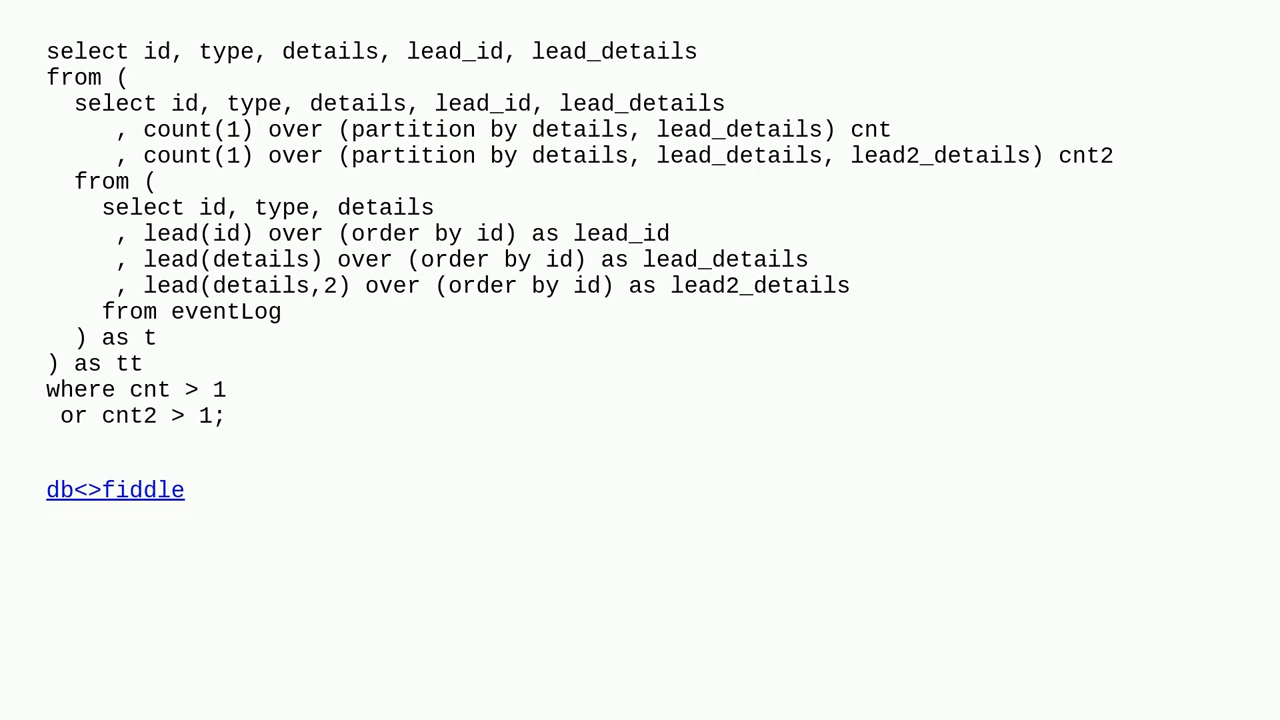 select id, type, details, lead_id, lead_details
from (
  select id, type, details, lead_id, lead_details
     , count(1) over (partition by details, lead_details) cnt
     , count(1) over (partition by details, lead_details, lead2_details) cnt2
  from (
    select id, type, details
     , lead(id) over (order by id) as lead_id
     , lead(details) over (order by id) as lead_details
     , lead(details,2) over (order by id) as lead2_details
    from eventLog
  ) as t
) as tt
where cnt > 1
 or cnt2 > 1;
db<>fiddle